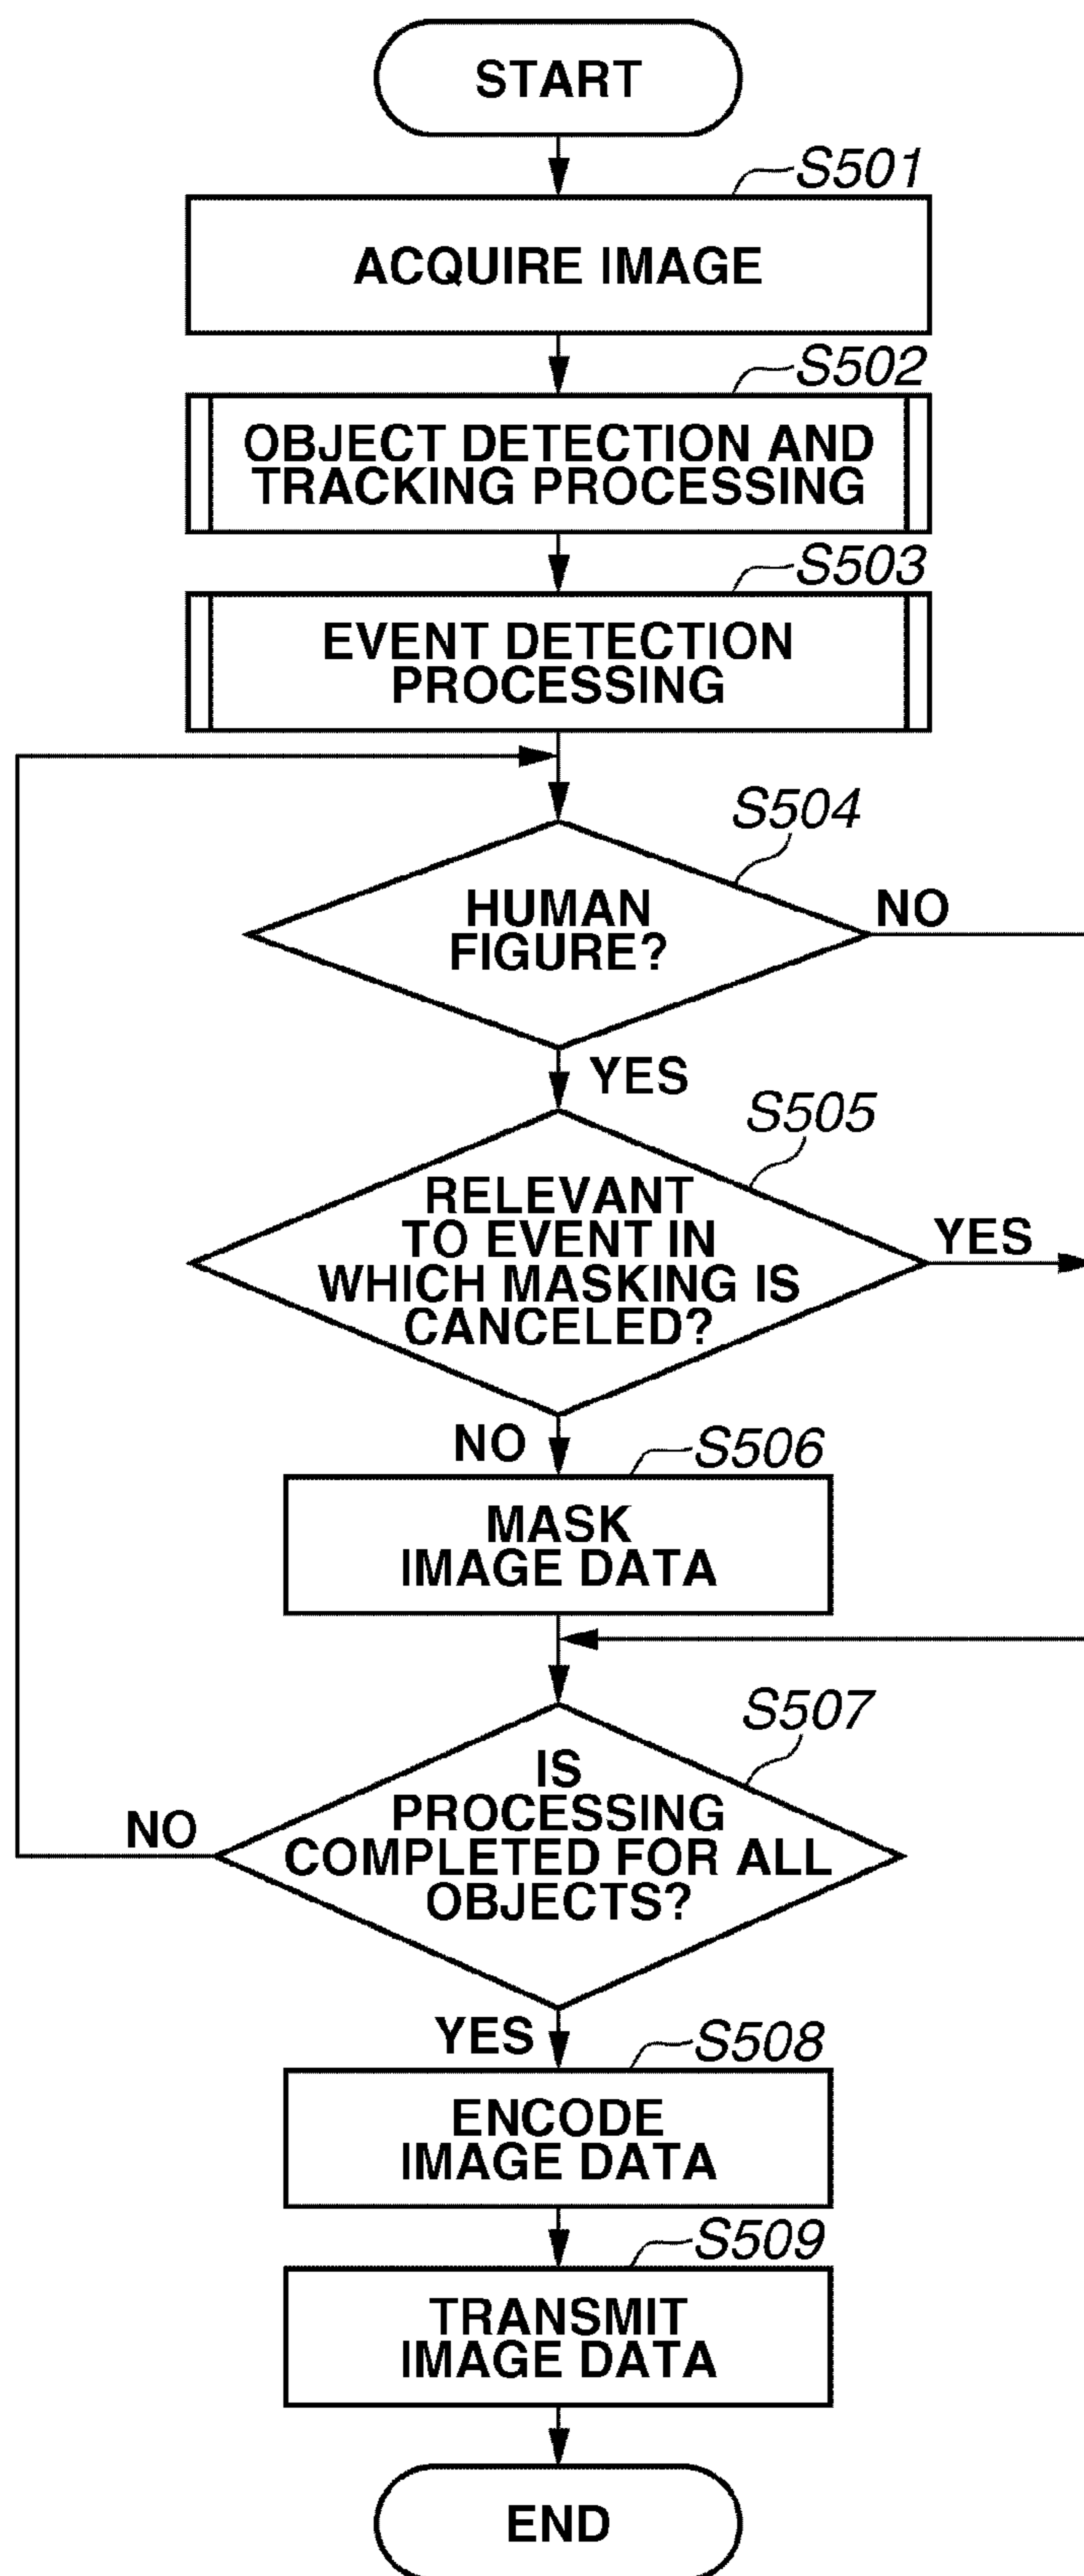 START
S501
ACQUIRE IMAGE
S502
OBJECT DETECTION AND
TRACKING PROCESSING
S503
EVENT DETECTION
PROCESSING
S504
HUMAN
FIGURE?
NO
YES
S505
RELEVANT
TO EVENT IN
WHICH MASKING IS
CANCELED?
YES
NO
S506
MASK
IMAGE DATA
S507
IS
PROCESSING
COMPLETED FOR ALL
OBJECTS?
NO
YES
S508
ENCODE
IMAGE DATA
S509
TRANSMIT
IMAGE DATA
END